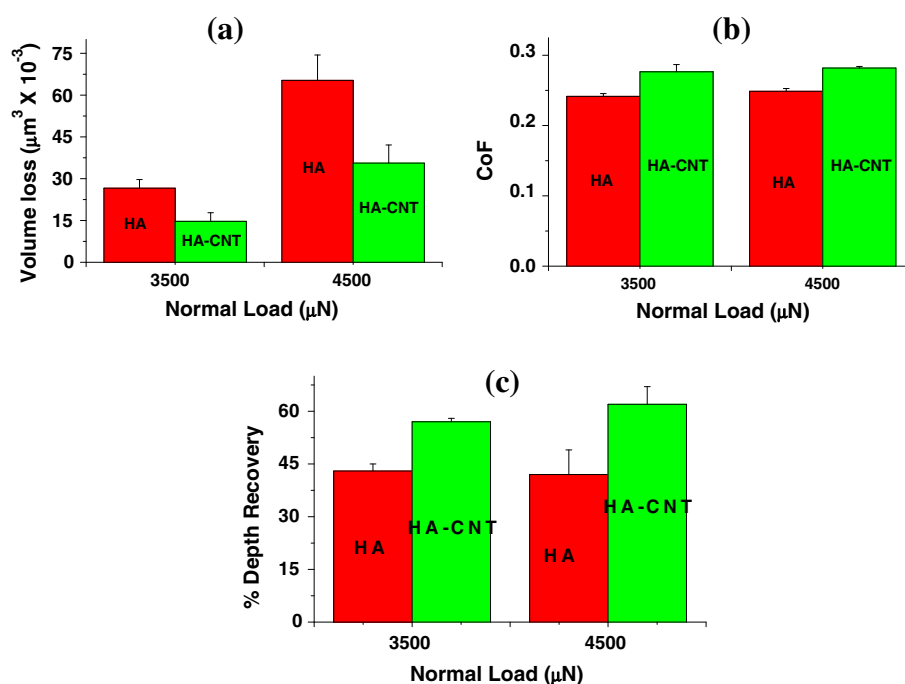 (a)
Volume loss (μm³ X 10⁻³)
75
60
45
30
15
0
HA
HA-CNT
HA
HA-CNT
3500
4500
Normal Load (μN)
(b)
CoF
0.3
0.2
0.1
0.0
HA
HA-CNT
HA
HA-CNT
3500
4500
Normal Load (μN)
(c)
% Depth Recovery
60
45
30
15
0
HA
HA-CNT
HA
HA-CNT
3500
4500
Normal Load (μN)